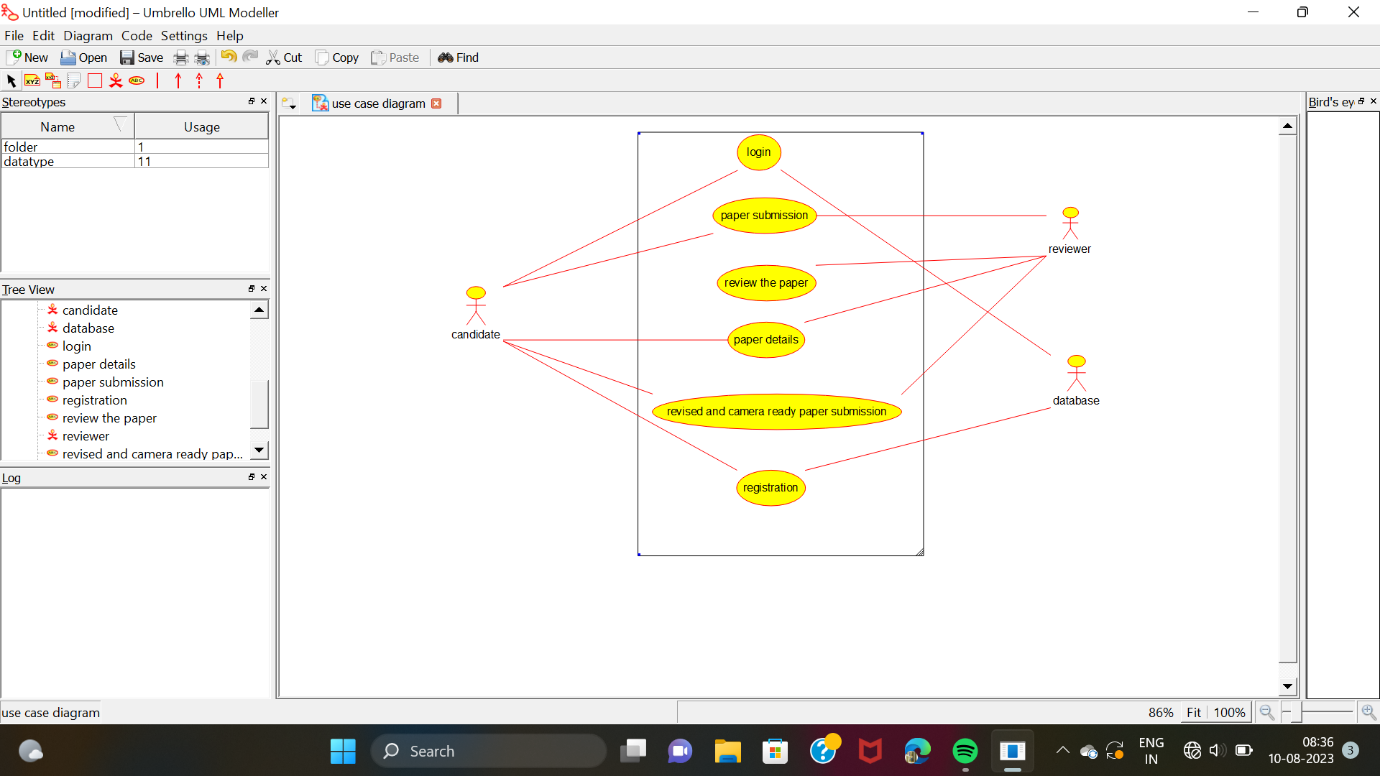 Untitled [modified] – Umbrello UML Modeller
File Edit Diagram Code Settings Help
New Open Save Cut Copy Paste Find
XYZ ABC
Stereotypes
Name Usage
folder 1
datatype 11
Tree View
candidate
database
login
paper details
paper submission
registration
review the paper
reviewer
revised and camera ready pap...
Log
use case diagram
login
paper submission
review the paper
paper details
revised and camera ready paper submission
registration
candidate
reviewer
database
Bird's ey
use case diagram
86% Fit 100%
Search
ENG
IN
08:36
10-08-2023
3